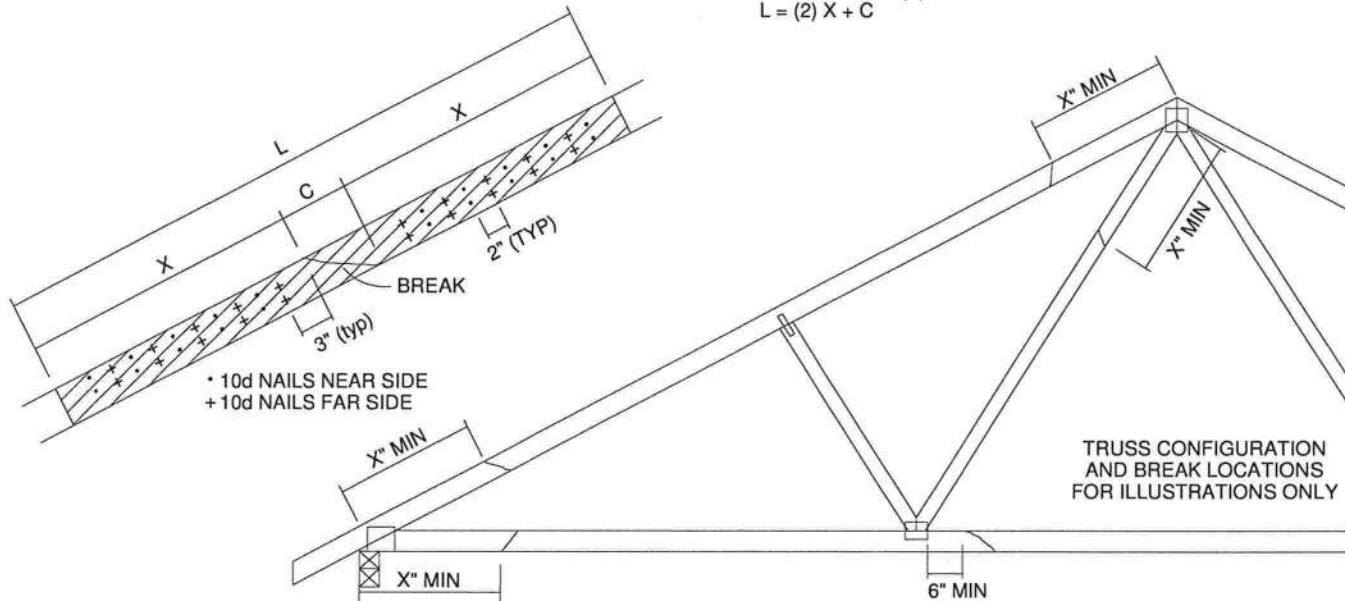 L = (2) X + C
L
X
C
X
2" (TYP)
BREAK
3" (typ)
• 10d NAILS NEAR SIDE
+ 10d NAILS FAR SIDE
X" MIN
X" MIN
X" MIN
X" MIN
6" MIN
TRUSS CONFIGURATION
AND BREAK LOCATIONS
FOR ILLUSTRATIONS ONLY